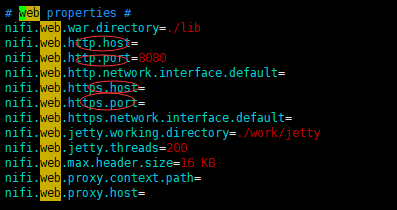 # web properties #
nifi.web.war.directory=./lib
nifi.web.http.host=
nifi.web.http.port=8080
nifi.web.http.network.interface.default=
nifi.web.https.host=
nifi.web.https.port=
nifi.web.https.network.interface.default=
nifi.web.jetty.working.directory=./work/jetty
nifi.web.jetty.threads=200
nifi.web.max.header.size=16 KB
nifi.web.proxy.context.path=
nifi.web.proxy.host=